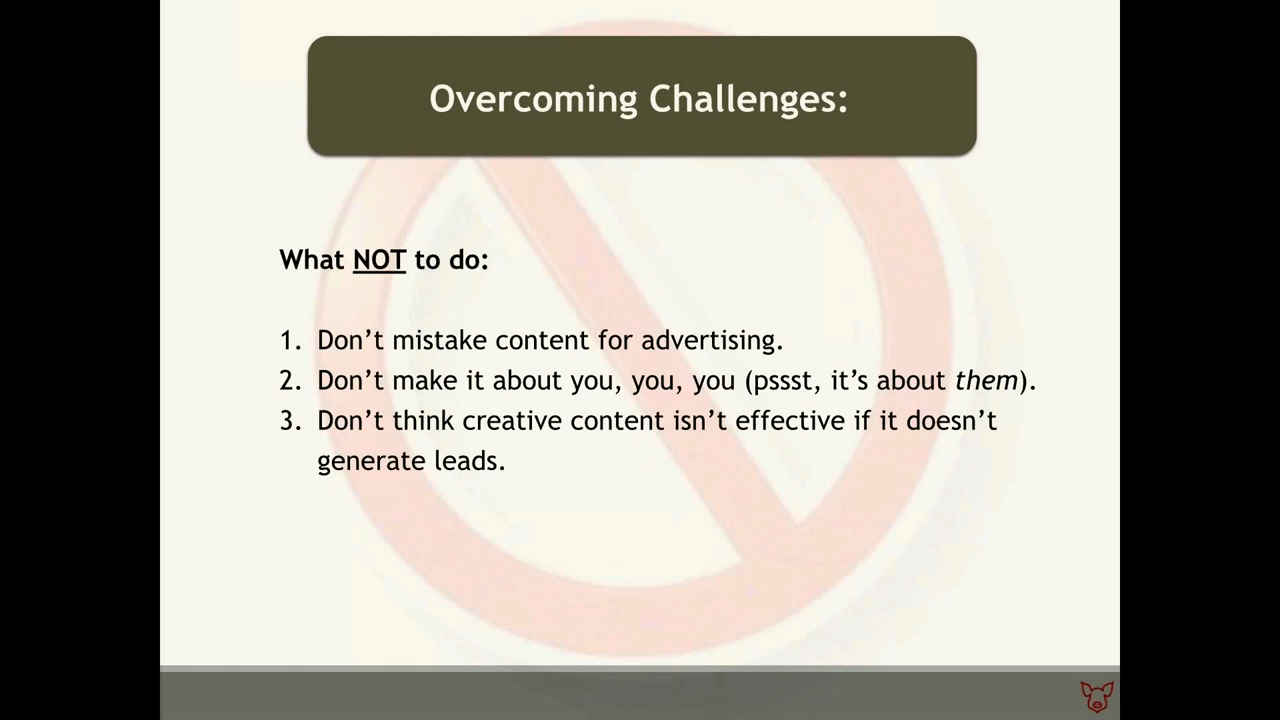 Overcoming Challenges:
What NOT to do:
1. Don’t mistake content for advertising.
2. Don’t make it about you, you, you (pssst, it’s about them).
3. Don’t think creative content isn’t effective if it doesn’t
generate leads.